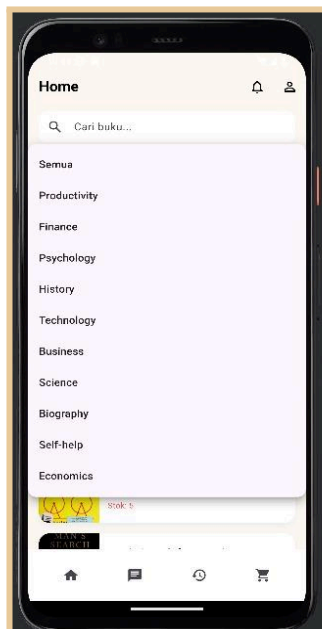 Home
Cari buku...
Semua
Productivity
Finance
Psychology
History
Technology
Business
Science
Biography
Self-help
Economics
Stok: 5
MAN'S
SEARCH